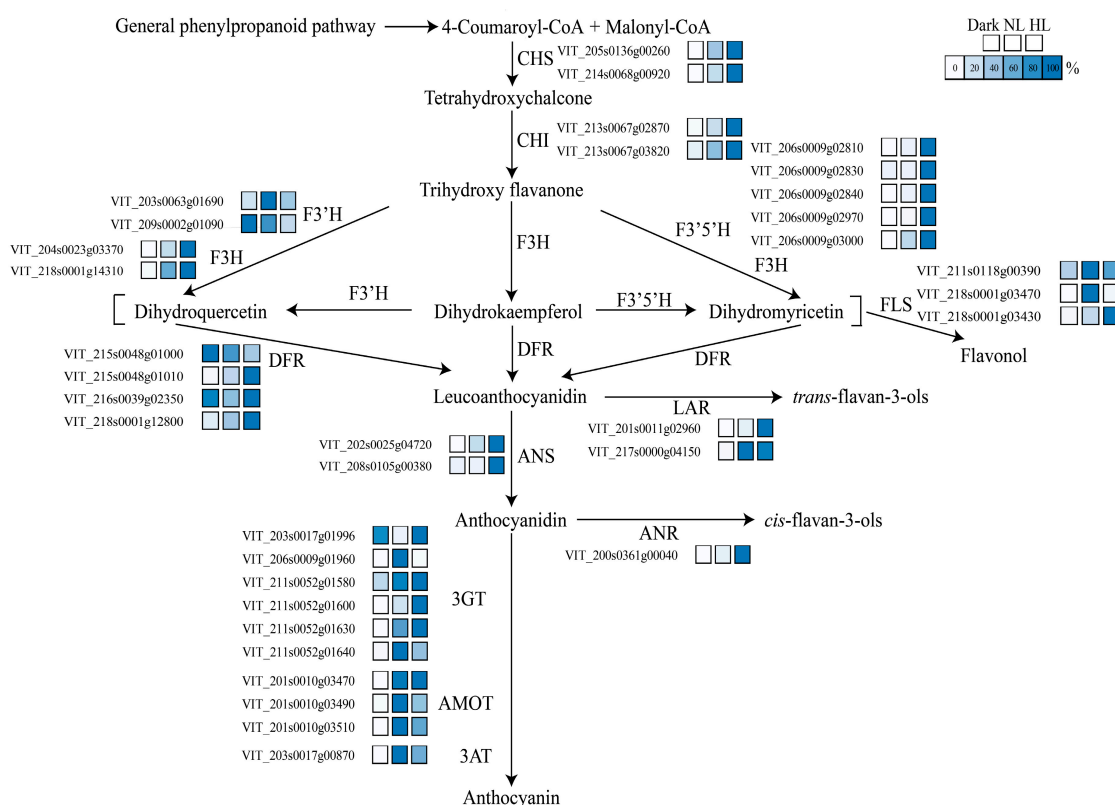 General phenylpropanoid pathway
4-Coumaroyl-CoA + Malonyl-CoA
Dark NL HL
0 20 40 60 80 100 %
CHS
VIT_205s0136g00260
VIT_214s0068g00920
Tetrahydroxychalcone
CHI
VIT_213s0067g02870
VIT_213s0067g03820
VIT_206s0009g02810
VIT_206s0009g02830
VIT_206s0009g02840
VIT_206s0009g02970
VIT_206s0009g03000
Trihydroxy flavanone
VIT_203s0063g01690
VIT_209s0002g01090
F3’H
VIT_204s0023g03370
VIT_218s0001g14310
F3H
F3H
F3’5’H
F3H
VIT_211s0118g00390
VIT_218s0001g03470
VIT_218s0001g03430
Dihydroquercetin
F3’H
Dihydrokaempferol
F3’5’H
Dihydromyricetin
FLS
Flavonol
VIT_215s0048g01000
VIT_215s0048g01010
VIT_216s0039g02350
VIT_218s0001g12800
DFR
DFR
DFR
Leucoanthocyanidin
LAR
trans-flavan-3-ols
VIT_201s0011g02960
VIT_217s0000g04150
VIT_202s0025g04720
VIT_208s0105g00380
ANS
Anthocyanidin
ANR
cis-flavan-3-ols
VIT_200s0361g00040
VIT_203s0017g01996
VIT_206s0009g01960
VIT_211s0052g01580
VIT_211s0052g01600
VIT_211s0052g01630
VIT_211s0052g01640
3GT
VIT_201s0010g03470
VIT_201s0010g03490
VIT_201s0010g03510
AMOT
VIT_203s0017g00870
3AT
Anthocyanin